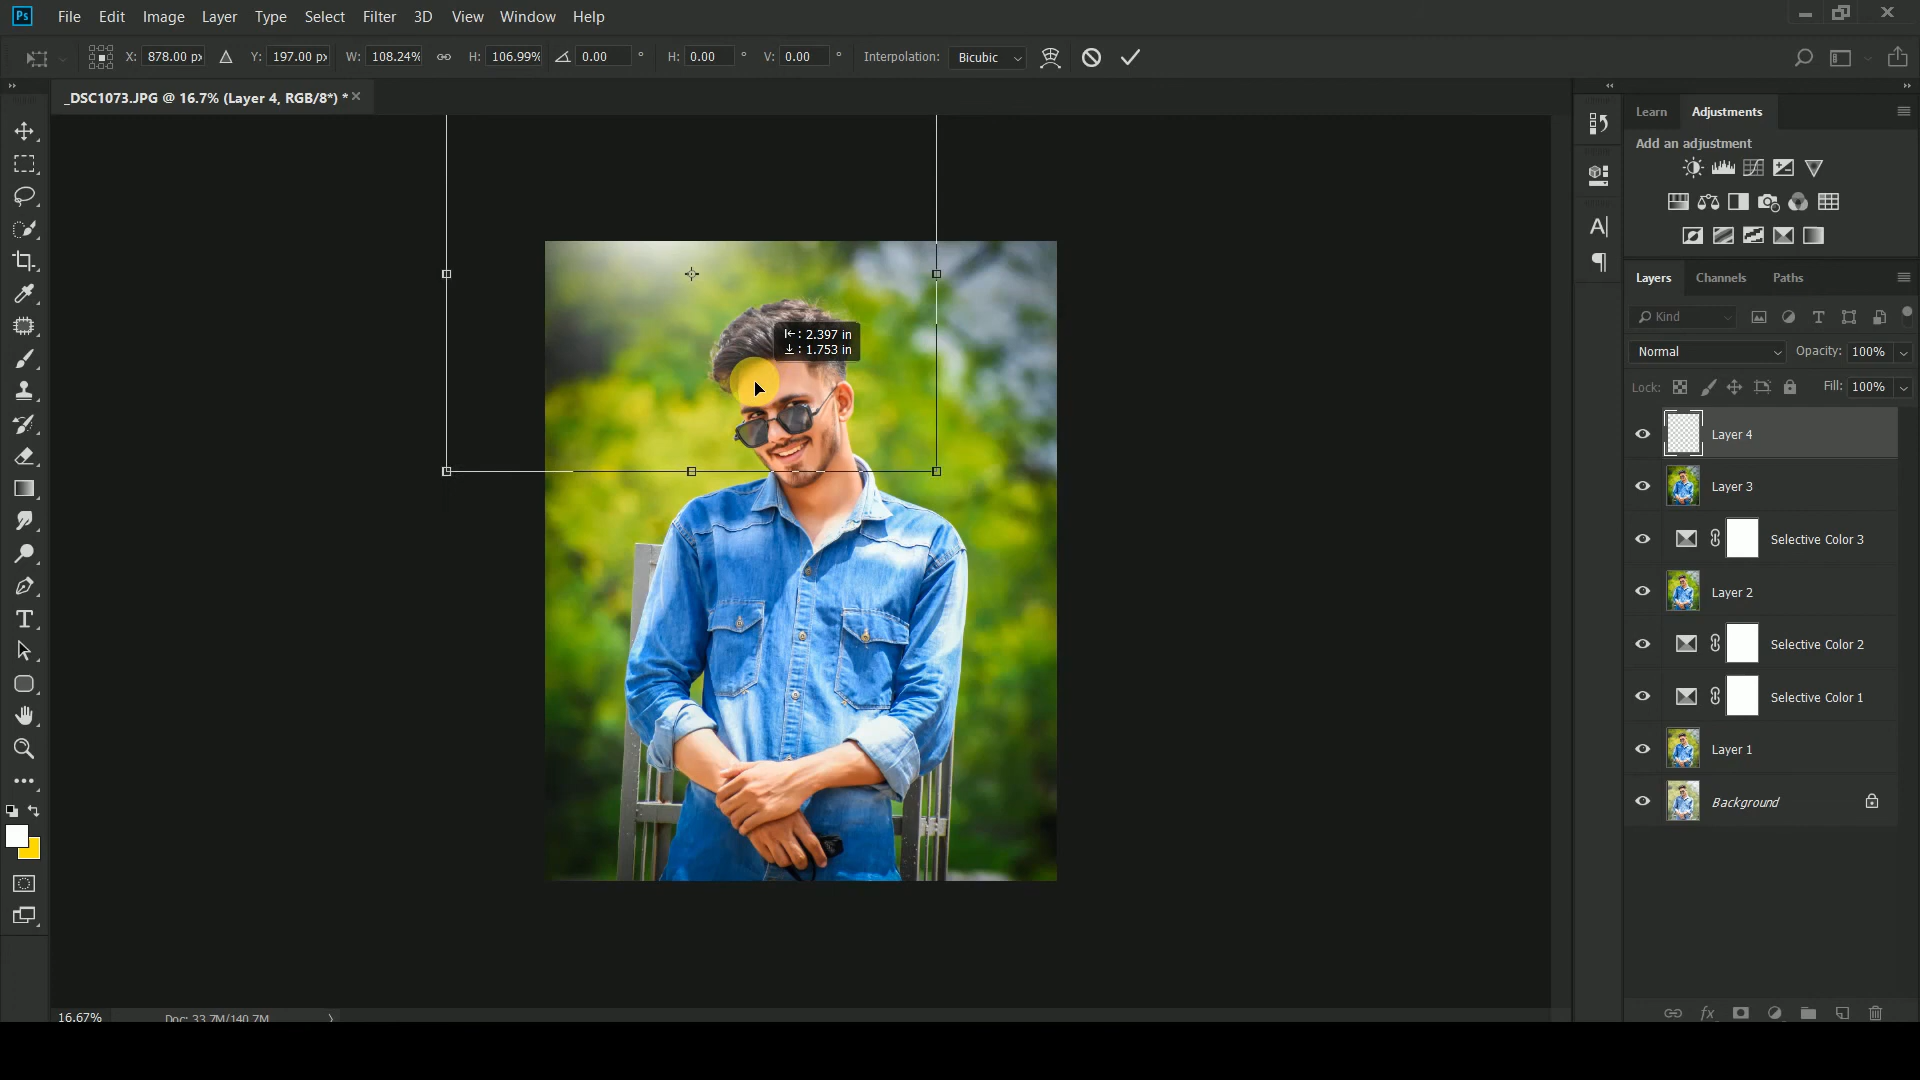 Ps File Edit Image Layer Type Select Filter 3D View Window Help
X: 878.00 px Y: 197.00 px W: 108.24% H: 106.99% 0.00 ° H: 0.00 ° V: 0.00 ° Interpolation: Bicubic
_DSC1073.JPG @ 16.7% (Layer 4, RGB/8*) *
Learn Adjustments
Add an adjustment
Layers Channels Paths
Kind
Normal Opacity: 100%
Lock: Fill: 100%
: 2.397 in
: 1.753 in
Layer 4
Layer 3
Selective Color 3
Layer 2
Selective Color 2
Selective Color 1
Layer 1
Background
16.67% Doc: 33.7M/140.7M